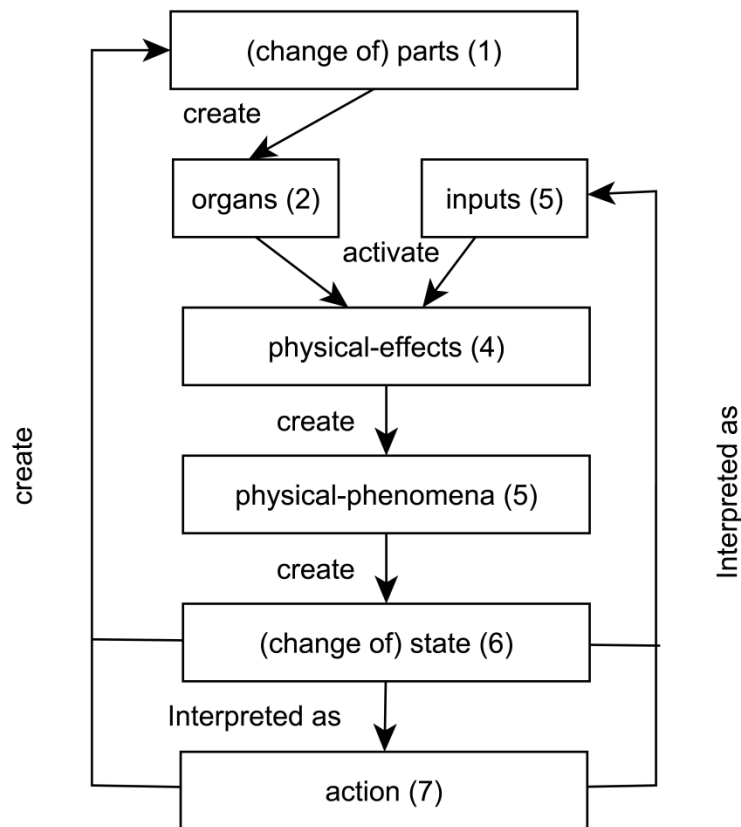 (change of) parts (1)
create
organs (2)
inputs (5)
activate
physical-effects (4)
create
create
physical-phenomena (5)
Interpreted as
create
(change of) state (6)
Interpreted as
action (7)